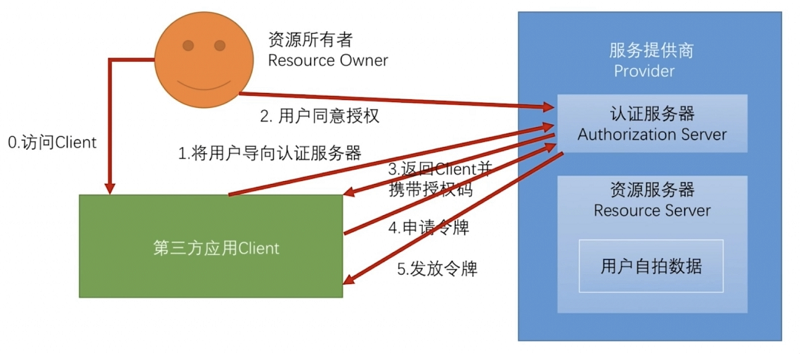 资源所有者
Resource Owner
服务提供商
Provider
认证服务器
Authorization Server
2. 用户同意授权
0.访问Client
1.将用户导向认证服务器
3.返回Client并
携带授权码
资源服务器
Resource Server
4.申请令牌
第三方应用Client
5.发放令牌
用户自拍数据